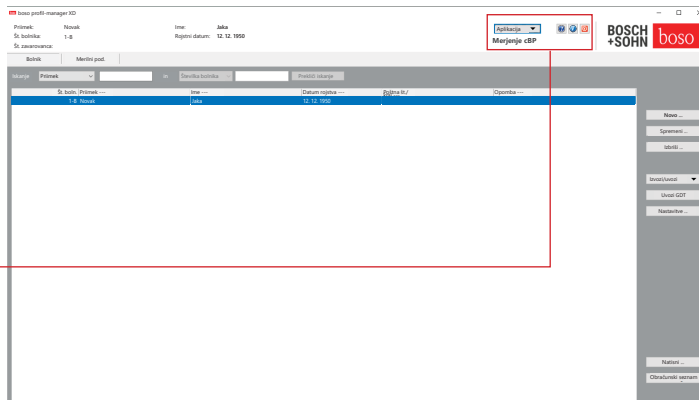 boso profil-manager XD
Priimek: Novak Ime: Jaka
Št. bolnika: 1-8 Rojstni datum: 12. 12. 1950
Št. zavarovanca:
Aplikacija
Merjenje cBP
BOSCH
+SOHN
boso
Bolnik Merilni pod.
Iskanje Priimek in Številka bolnika Prekliči iskanje
Št. boln. Priimek --- Ime --- Datum rojstva --- Poštna št./ Opomba ---
1-8 Novak Jaka 12. 12. 1950
Novo ...
Spremeni ...
Izbriši ...
Izvozi/uvozi
Uvozi GDT
Nastavitve ...
Natisni ...
Obračunski seznam